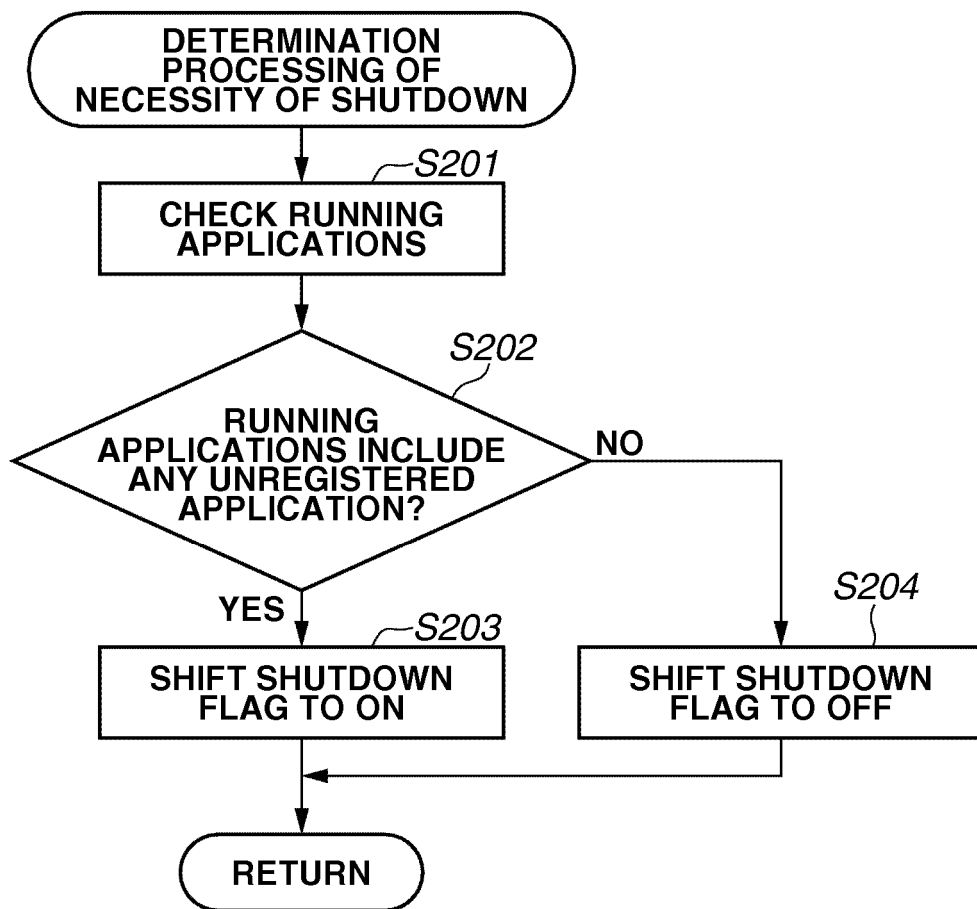 DETERMINATION
PROCESSING OF
NECESSITY OF SHUTDOWN
S201
CHECK RUNNING
APPLICATIONS
S202
RUNNING
APPLICATIONS INCLUDE
ANY UNREGISTERED
APPLICATION?
NO
YES
S203
SHIFT SHUTDOWN
FLAG TO ON
S204
SHIFT SHUTDOWN
FLAG TO OFF
RETURN